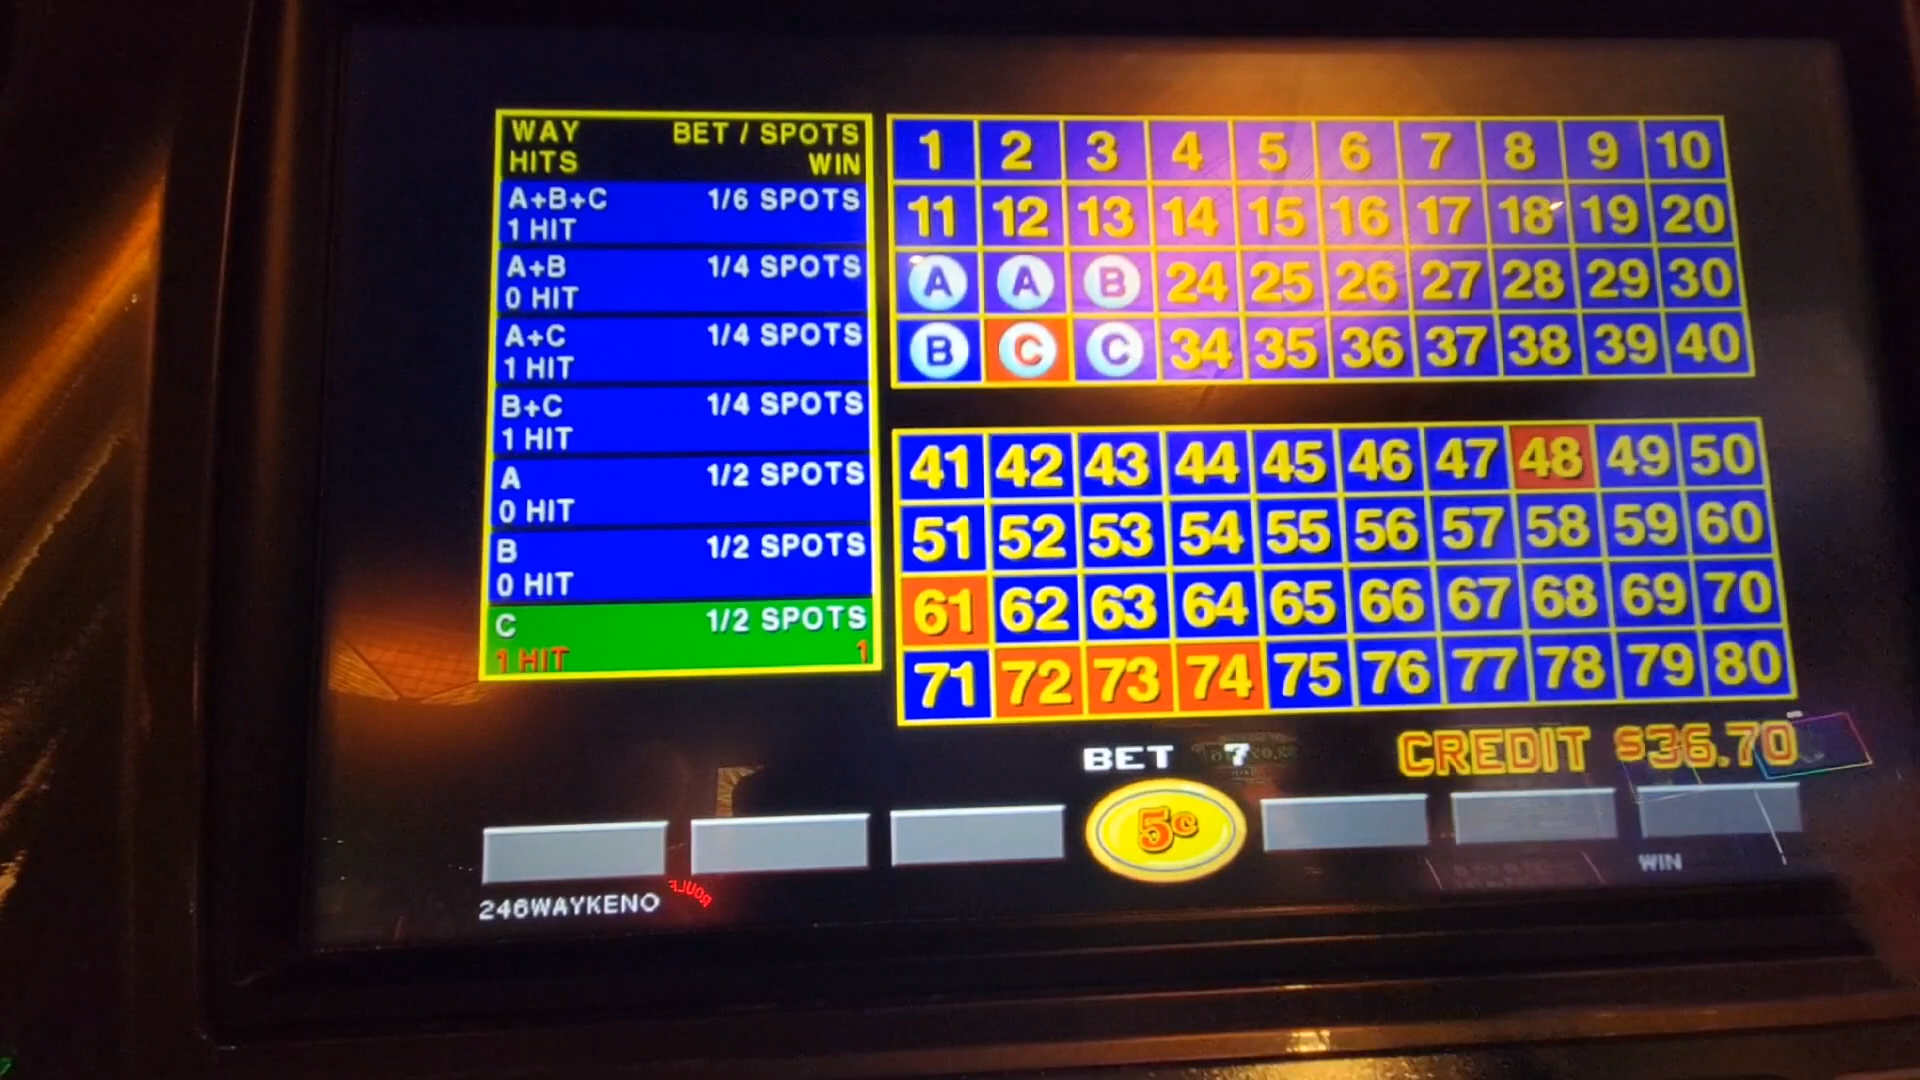 WAY BET / SPOTS
HITS WIN
A+B+C 1/6 SPOTS
1 HIT
A+B 1/4 SPOTS
0 HIT
A+C 1/4 SPOTS
1 HIT
B+C 1/4 SPOTS
1 HIT
A 1/2 SPOTS
0 HIT
B 1/2 SPOTS
0 HIT
C 1/2 SPOTS
1 HIT 1
1 2 3 4 5 6 7 8 9 10
11 12 13 14 15 16 17 18 19 20
A A B 24 25 26 27 28 29 30
B C C 34 35 36 37 38 39 40
41 42 43 44 45 46 47 48 49 50
51 52 53 54 55 56 57 58 59 60
61 62 63 64 65 66 67 68 69 70
71 72 73 74 75 76 77 78 79 80
BET 7 CREDIT $36.70
5¢
WIN
246WAYKENO